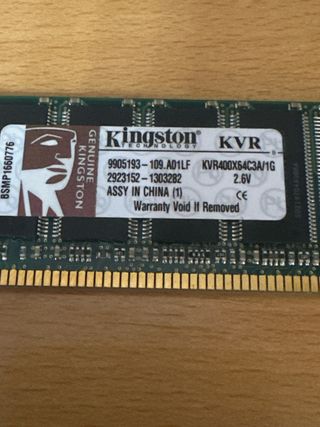 Kingston KVR
TECHNOLOGY
9905193-109.A01LF KVR400X64C3A/1G
2923152-1303282 2.6V
ASSY IN CHINA (1) CE
Warranty Void If Removed
GENUINE
KINGSTON
BSMP1660776